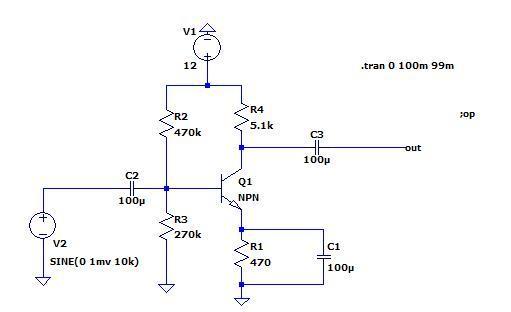 V1
12
.tran 0 100m 99m
R2
470k
R4
5.1k
;op
C3
100µ
out
C2
100µ
Q1
NPN
V2
SINE(0 1mv 10k)
R3
270k
R1
470
C1
100µ